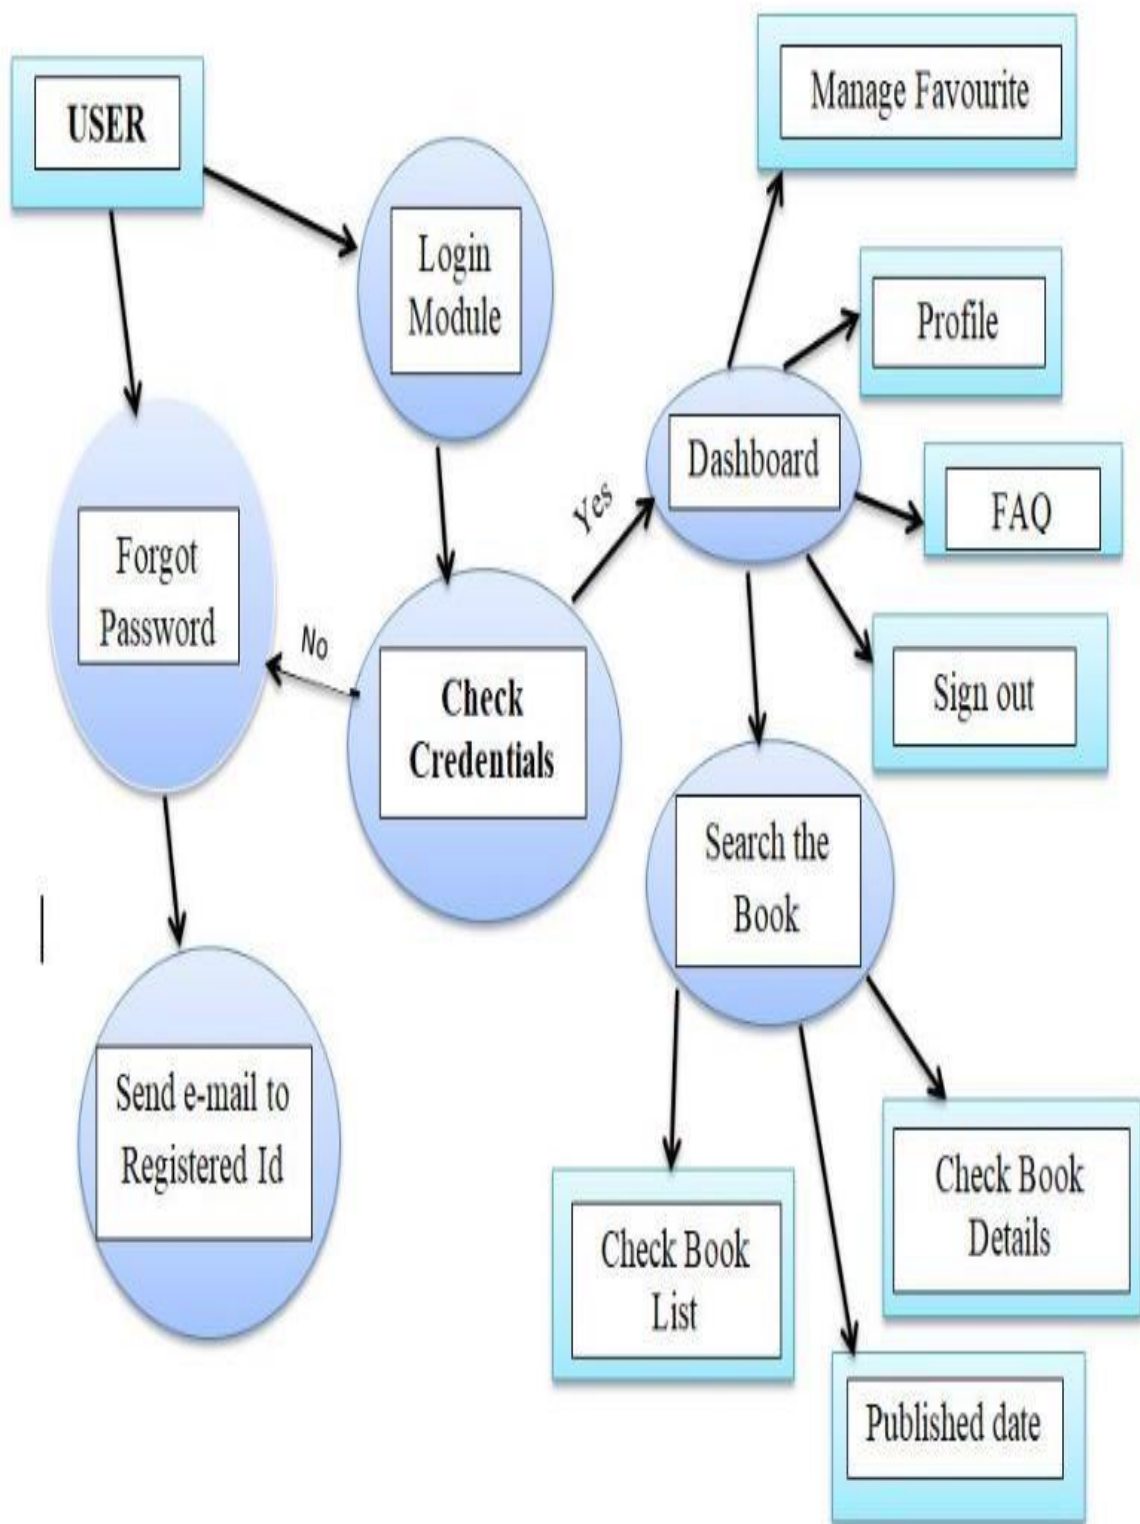 USER
Manage Favourite
Login
Module
Profile
Dashboard
FAQ
Yes
Forgot
Password
No
Check
Credentials
Sign out
Search the
Book
Send e-mail to
Registered Id
Check Book
List
Check Book
Details
Published date